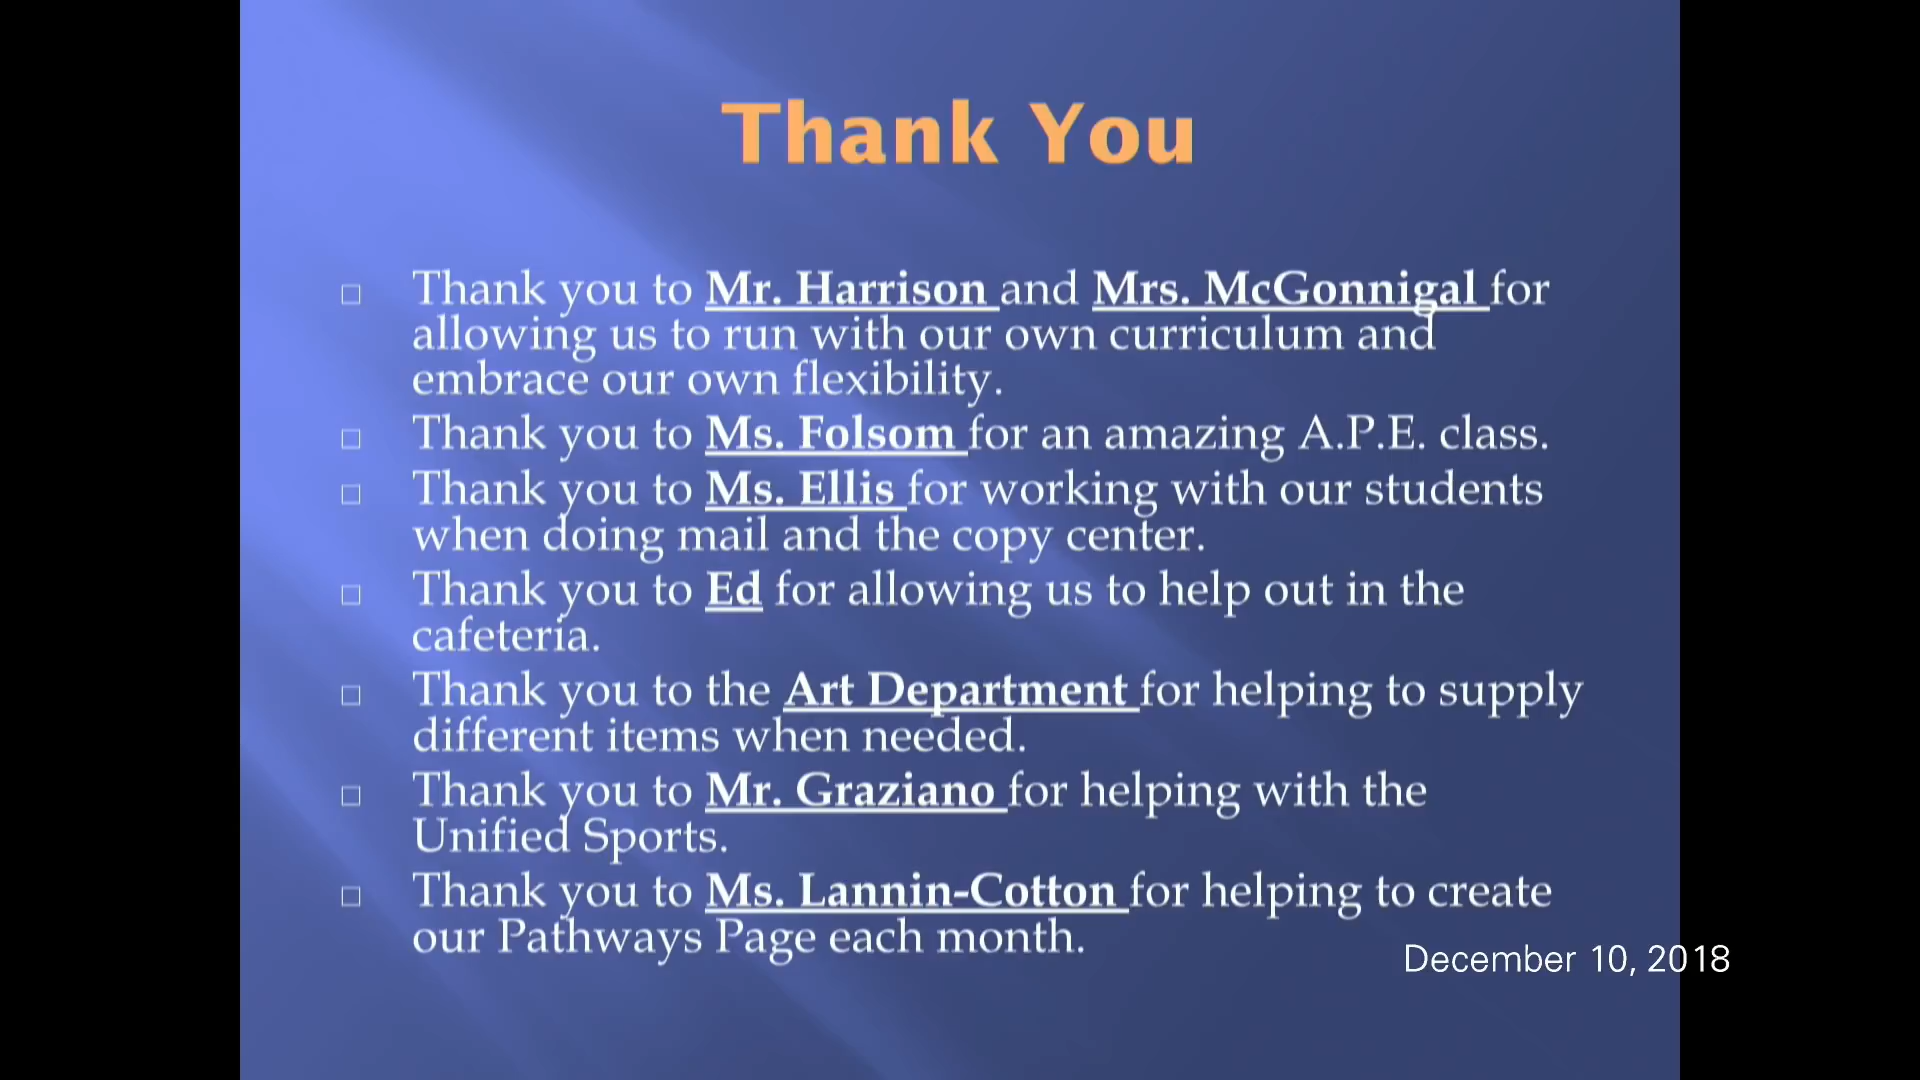 Thank You
Thank you to Mr. Harrison and Mrs. McGonnigal for
allowing us to run with our own curriculum and
embrace our own flexibility.
Thank you to Ms. Folsom for an amazing A.P.E. class.
Thank you to Ms. Ellis for working with our students
when doing mail and the copy center.
Thank you to Ed for allowing us to help out in the
cafeteria.
Thank you to the Art Department for helping to supply
different items when needed.
Thank you to Mr. Graziano for helping with the
Unified Sports.
Thank you to Ms. Lannin-Cotton for helping to create
our Pathways Page each month.
December 10, 2018